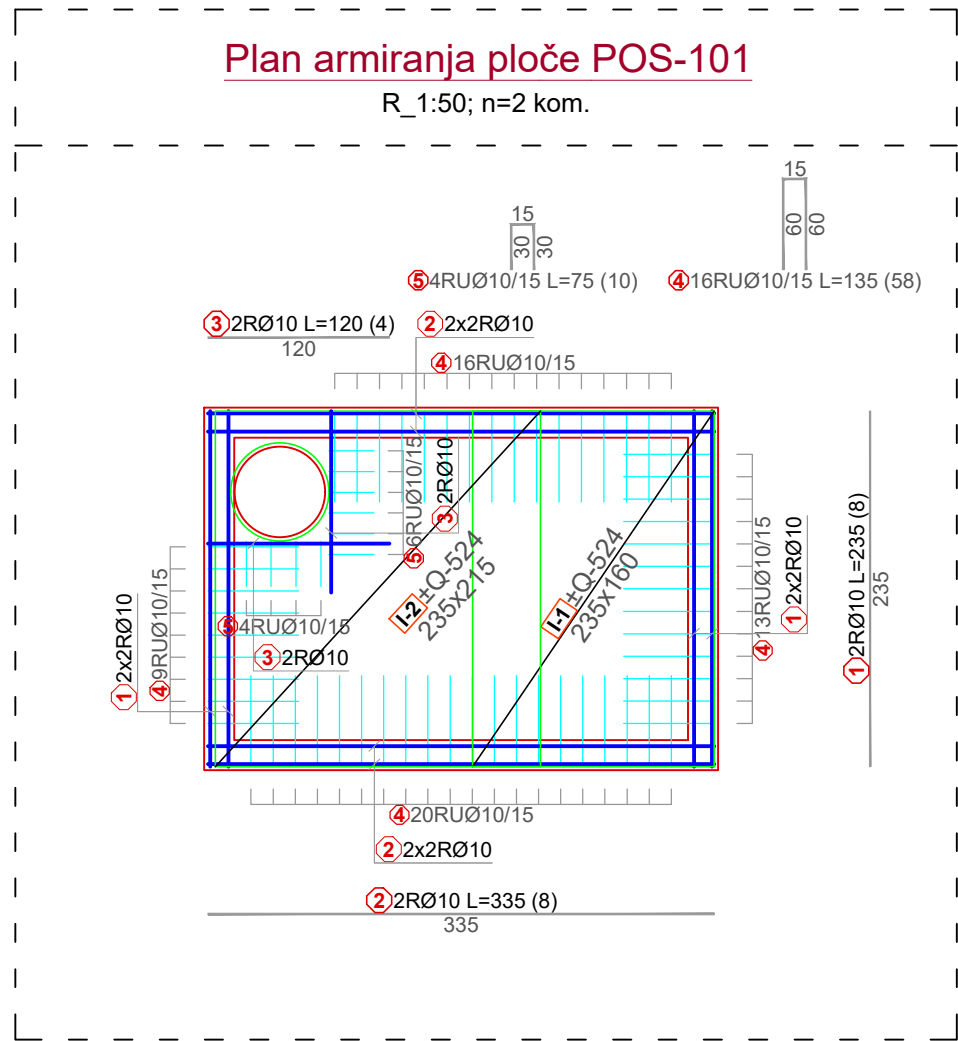 Plan armiranja ploče POS-101
R_1:50; n=2 kom.
15
60
60
15
30
30
5 4RUØ10/15 L=75 (10)
4 16RUØ10/15 L=135 (58)
3 2RØ10 L=120 (4)
120
2 2x2RØ10
4 16RUØ10/15
5 6RUØ10/15
3 2RØ10
I-2 ±Q-524
235x215
I-1 ±Q-524
235x160
4 13RUØ10/15
1 2x2RØ10
1 2RØ10 L=235 (8)
235
1 2x2RØ10
4 9RUØ10/15
5 4RUØ10/15
3 2RØ10
4 20RUØ10/15
2 2x2RØ10
2 2RØ10 L=335 (8)
335